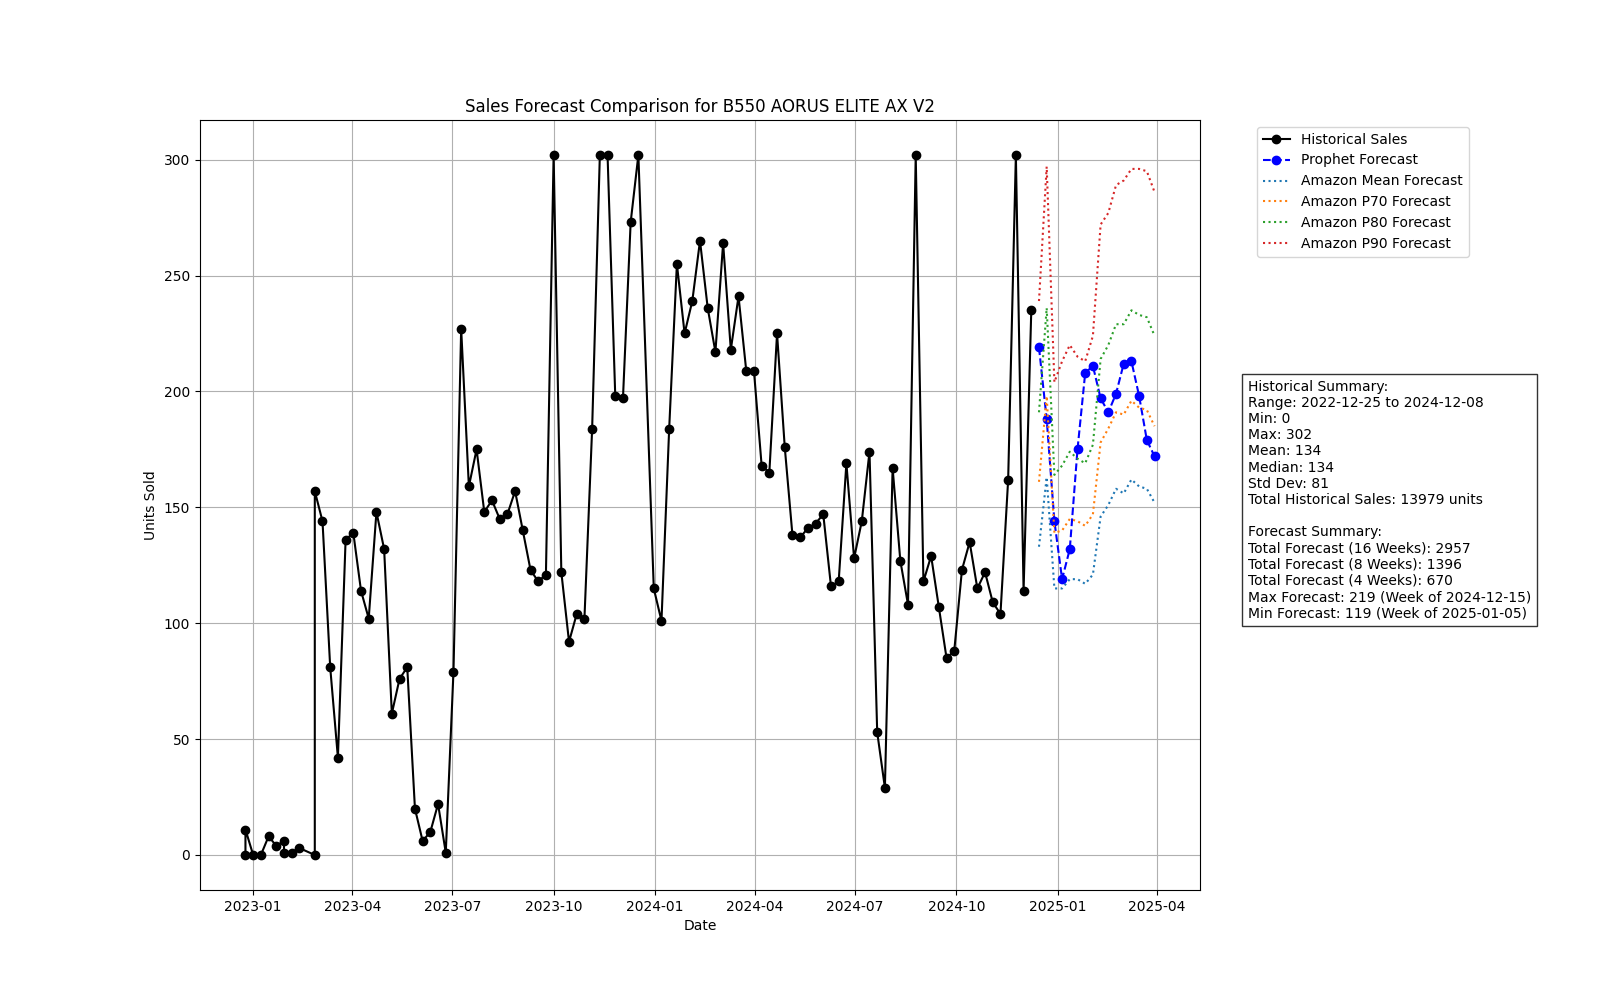 Sales Forecast Comparison for B550 AORUS ELITE AX V2
Units Sold
300
250
200
150
100
50
0
2023-01 2023-04 2023-07 2023-10 2024-01 2024-04 2024-07 2024-10 2025-01 2025-04
Date
Historical Sales
Prophet Forecast
Amazon Mean Forecast
Amazon P70 Forecast
Amazon P80 Forecast
Amazon P90 Forecast
Historical Summary:
Range: 2022-12-25 to 2024-12-08
Min: 0
Max: 302
Mean: 134
Median: 134
Std Dev: 81
Total Historical Sales: 13979 units
Forecast Summary:
Total Forecast (16 Weeks): 2957
Total Forecast (8 Weeks): 1396
Total Forecast (4 Weeks): 670
Max Forecast: 219 (Week of 2024-12-15)
Min Forecast: 119 (Week of 2025-01-05)